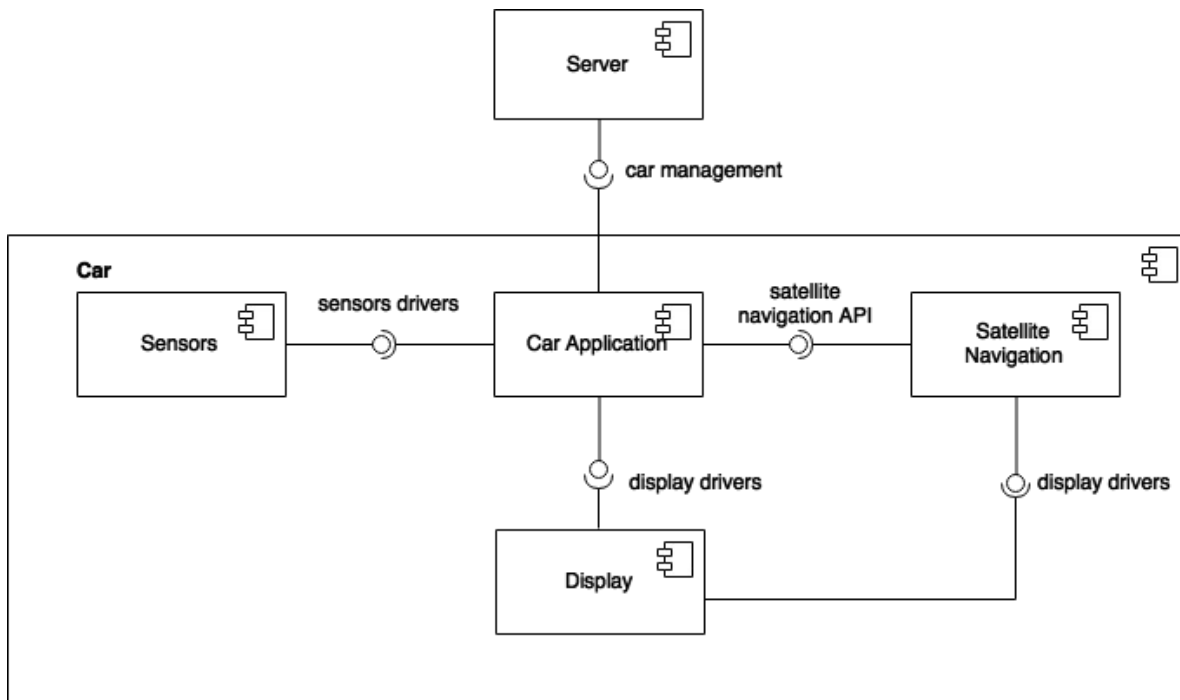 Server
car management
Car
sensors drivers
satellite
navigation API
Sensors
Car Application
Satellite
Navigation
display drivers
display drivers
Display